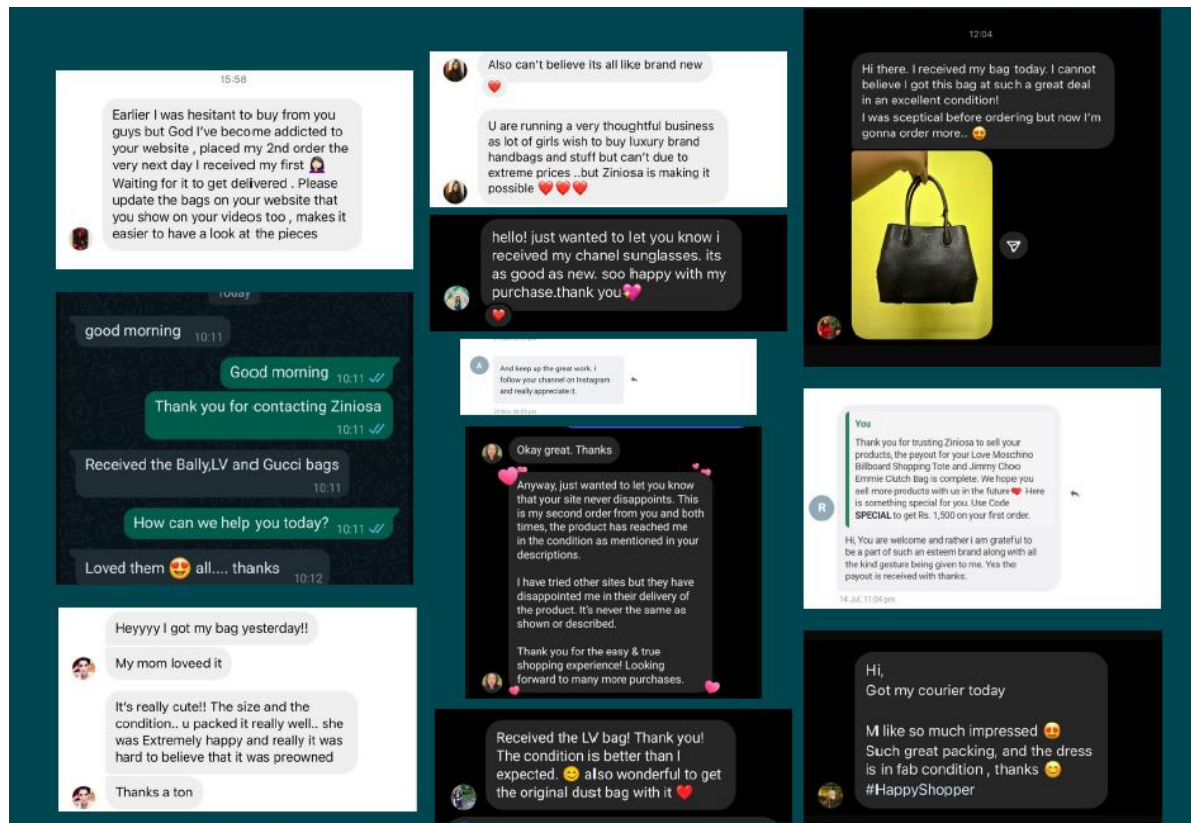 15:58
Earlier I was hesitant to buy from you
guys but God I've become addicted to
your website , placed my 2nd order the
very next day I received my first 🤦🏻‍♀️
Waiting for it to get delivered . Please
update the bags on your website that
you show on your videos too , makes it
easier to have a look at the pieces
Today
good morning 10:11
Good morning 10:11
Thank you for contacting Ziniosa
10:11
Received the Bally,LV and Gucci bags
10:11
How can we help you today? 10:11
Loved them 😍 all.... thanks
10:12
Heyyyy I got my bag yesterday!!
My mom loveed it
It's really cute!! The size and the
condition.. u packed it really well.. she
was Extremely happy and really it was
hard to believe that it was preowned
Thanks a ton
Also can't believe its all like brand new
❤️
U are running a very thoughtful business
as lot of girls wish to buy luxury brand
handbags and stuff but can't due to
extreme prices ..but Ziniosa is making it
possible ❤️❤️❤️
hello! just wanted to let you know i
received my chanel sunglasses. its
as good as new. soo happy with my
purchase.thank you💖
❤️
A
And keep up the great work. I
follow your channel on Instagram
and really appreciate it.
Okay great. Thanks
Anyway, just wanted to let you know
that your site never disappoints. This
is my second order from you and both
times, the product has reached me
in the condition as mentioned in your
descriptions.
I have tried other sites but they have
disappointed me in their delivery of
the product. It's never the same as
shown or described.
Thank you for the easy & true
shopping experience! Looking
forward to many more purchases.
Received the LV bag! Thank you!
The condition is better than I
expected. 😊 also wonderful to get
the original dust bag with it ❤️
12:04
Hi there. I received my bag today. I cannot
believe I got this bag at such a great deal
in an excellent condition!
I was sceptical before ordering but now I'm
gonna order more.. 😍
R
You
Thank you for trusting Ziniosa to sell your
products, the payout for your Love Moschino
Billboard Shopping Tote and Jimmy Choo
Emmie Clutch Bag is complete. We hope you
sell more products with us in the future❤️ Here
is something special for you. Use Code
SPECIAL to get Rs. 1,500 on your first order.
Hi, You are welcome and rather i am grateful to
be a part of such an esteem brand along with all
the kind gesture being given to me. Yes the
payout is received with thanks.
14 Jul, 11:04 pm
Hi,
Got my courier today
M like so much impressed 😍
Such great packing, and the dress
is in fab condition , thanks 😊
#HappyShopper